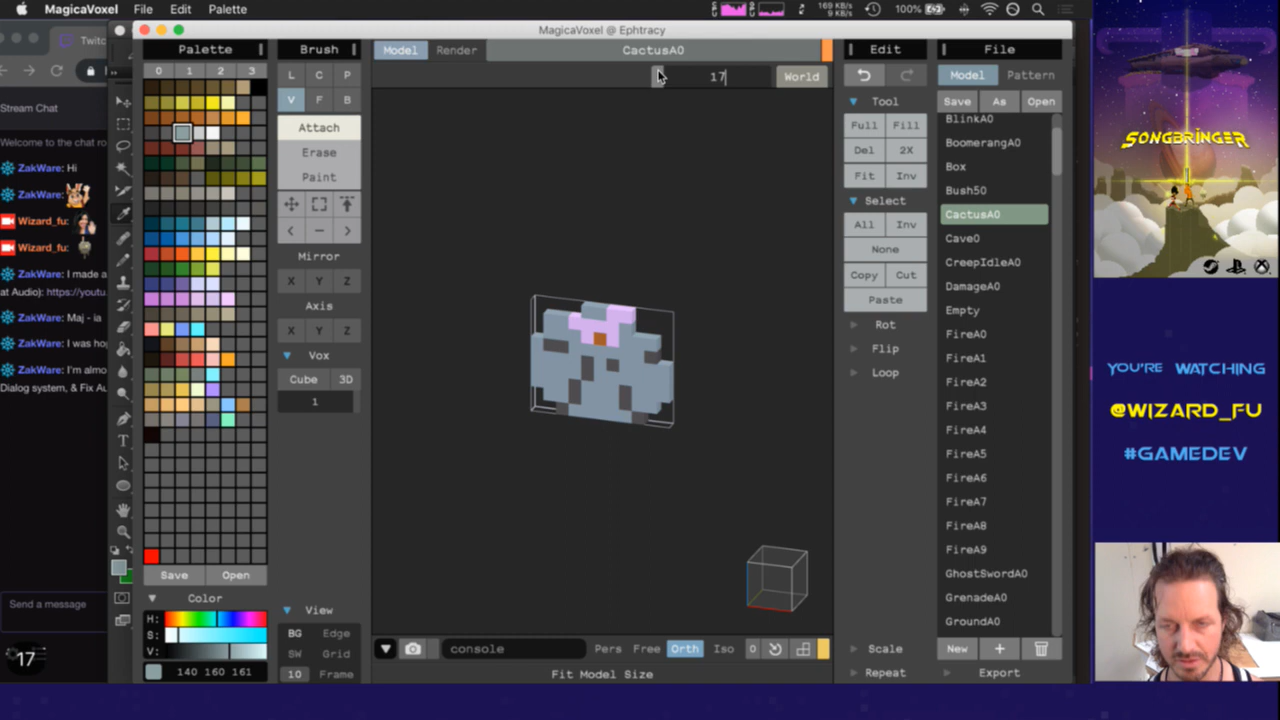 MagicaVoxel File Edit Palette
169 KB/s
9 KB/s
100%
MagicaVoxel @ Ephtracy
Twitc
Stream Chat
Welcome to the chat ro
ZakWare: Hi
ZakWare:
Wizard_fu:
Wizard_fu:
ZakWare: I made a
at Audio): https://youtu.
ZakWare: Maj - ia
ZakWare: I was hop
ZakWare: I'm almo
Dialog system, & Fix Au
Send a message
17
Palette
0 1 2 3
Save Open
Color
H:
S:
V:
140 160 161
Brush
L C P
V F B
Attach
Erase
Paint
Mirror
X Y Z
Axis
X Y Z
Vox
Cube 3D
1
View
BG Edge
SW Grid
10 Frame
Model Render CactusA0
17 World
console Pers Free Orth Iso 0
Fit Model Size
Edit
Tool
Full Fill
Del 2X
Fit Inv
Select
All Inv
None
Copy Cut
Paste
Rot
Flip
Loop
Scale
Repeat
File
Model Pattern
Save As Open
BlinkA0
BoomerangA0
Box
Bush50
CactusA0
Cave0
CreepIdleA0
DamageA0
Empty
FireA0
FireA1
FireA2
FireA3
FireA4
FireA5
FireA6
FireA7
FireA8
FireA9
GhostSwordA0
GrenadeA0
GroundA0
New +
Export
SONGBRINGER
YOU'RE WATCHING
@WIZARD_FU
#GAMEDEV